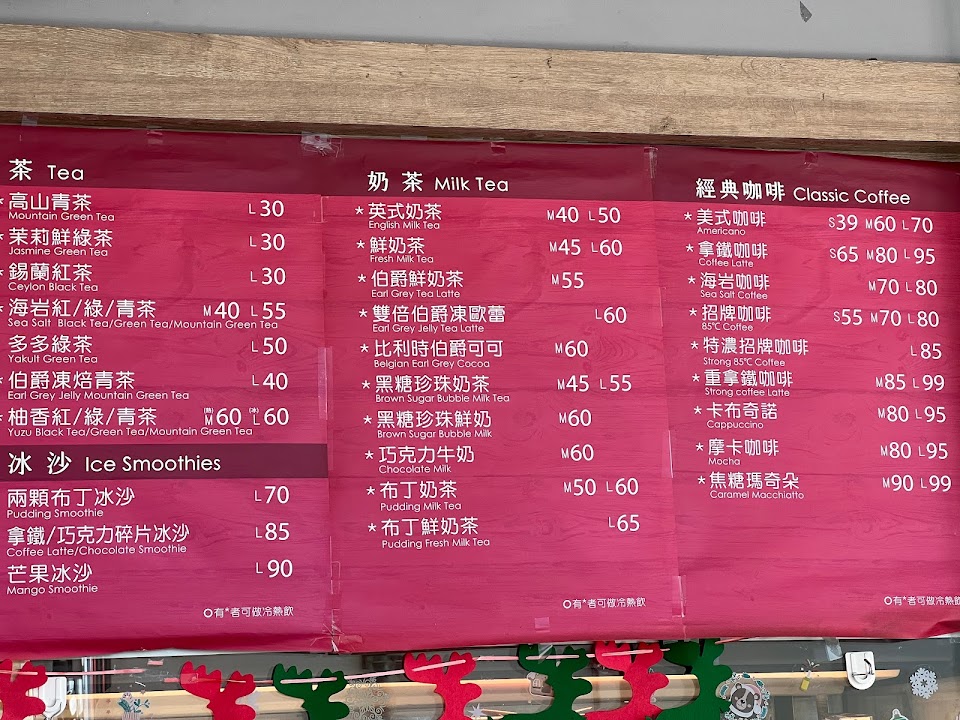 茶 Tea
*高山青茶 L30
Mountain Green Tea
*茉莉鮮綠茶 L30
Jasmine Green Tea
*錫蘭紅茶 L30
Ceylon Black Tea
*海岩紅/綠/青茶 M40 L55
Sea Salt Black Tea/Green Tea/Mountain Green Tea
多多綠茶 L50
Yakult Green Tea
*伯爵凍焙青茶 L40
Earl Grey Jelly Mountain Green Tea
*柚香紅/綠/青茶 M60 L60
Yuzu Black Tea/Green Tea/Mountain Green Tea
冰沙 Ice Smoothies
兩顆布丁冰沙 L70
Pudding Smoothie
拿鐵/巧克力碎片冰沙 L85
Coffee Latte/Chocolate Smoothie
芒果冰沙 L90
Mango Smoothie
有*者可做冷熱飲
奶茶 Milk Tea
*英式奶茶 M40 L50
English Milk Tea
*鮮奶茶 M45 L60
Fresh Milk Tea
*伯爵鮮奶茶 M55
Earl Grey Tea Latte
*雙倍伯爵凍歐蕾 L60
Earl Grey Jelly Tea Latte
*比利時伯爵可可 M60
Belgian Earl Grey Cocoa
*黑糖珍珠奶茶 M45 L55
Brown Sugar Bubble Milk Tea
*黑糖珍珠鮮奶 M60
Brown Sugar Bubble Milk
*巧克力牛奶 M60
Chocolate Milk
*布丁奶茶 M50 L60
Pudding Milk Tea
*布丁鮮奶茶 L65
Pudding Fresh Milk Tea
有*者可做冷熱飲
經典咖啡 Classic Coffee
*美式咖啡 S39 M60 L70
Americano
*拿鐵咖啡 S65 M80 L95
Coffee Latte
*海岩咖啡 M70 L80
Sea Salt Coffee
*招牌咖啡 S55 M70 L80
85°C Coffee
*特濃招牌咖啡 L85
Strong 85°C Coffee
*重拿鐵咖啡 M85 L99
Strong coffee Latte
*卡布奇諾 M80 L95
Cappuccino
*摩卡咖啡 M80 L95
Mocha
*焦糖瑪奇朵 M90 L99
Caramel Macchiatto
有*者可做冷熱飲